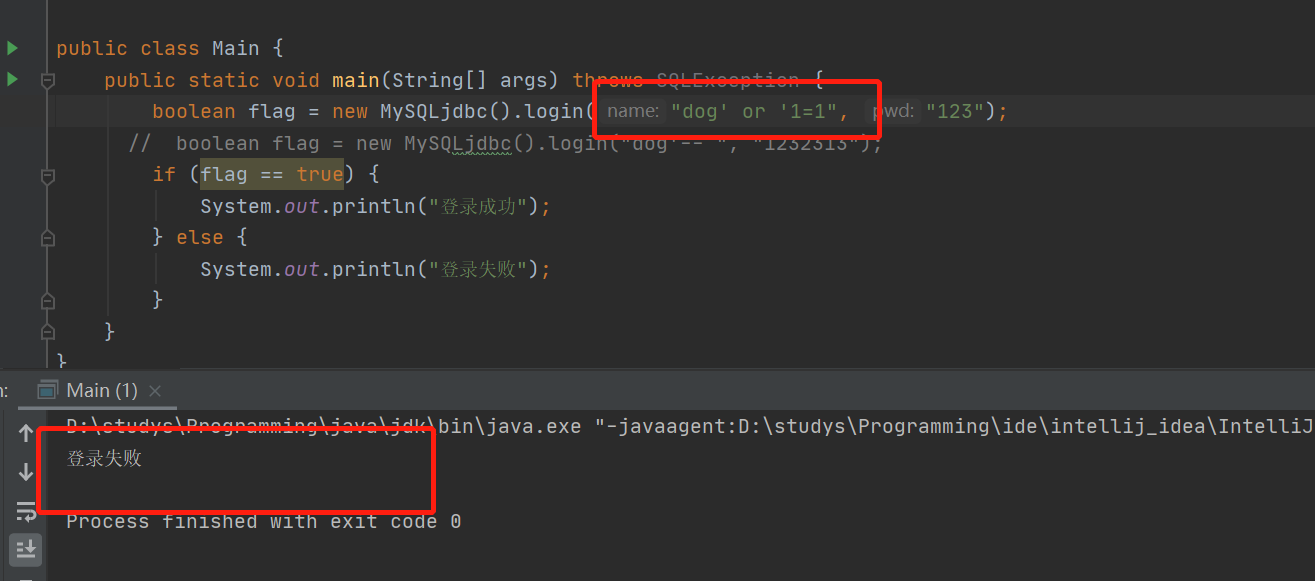 public class Main {
public static void main(String[] args) throws SQLException {
boolean flag = new MySQLjdbc().login( name: "dog' or '1=1", pwd: "123");
// boolean flag = new MySQLjdbc().login("dog'-- ", "1232313");
if (flag == true) {
System.out.println("登录成功");
} else {
System.out.println("登录失败");
}
}
}
: Main (1) ×
D:\studys\Programming\java\jdk\bin\java.exe "-javaagent:D:\studys\Programming\ide\intellij_idea\IntelliJ
登录失败
Process finished with exit code 0